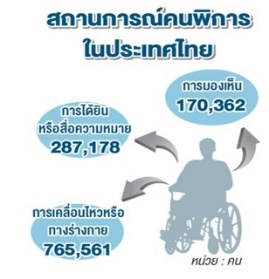 สถานการณ์คนพิการ
ในประเทศไทย
การมองเห็น
170,362
การได้ยิน
หรือสื่อความหมาย
287,178
การเคลื่อนไหวหรือ
ทางร่างกาย
765,561
หน่วย : คน